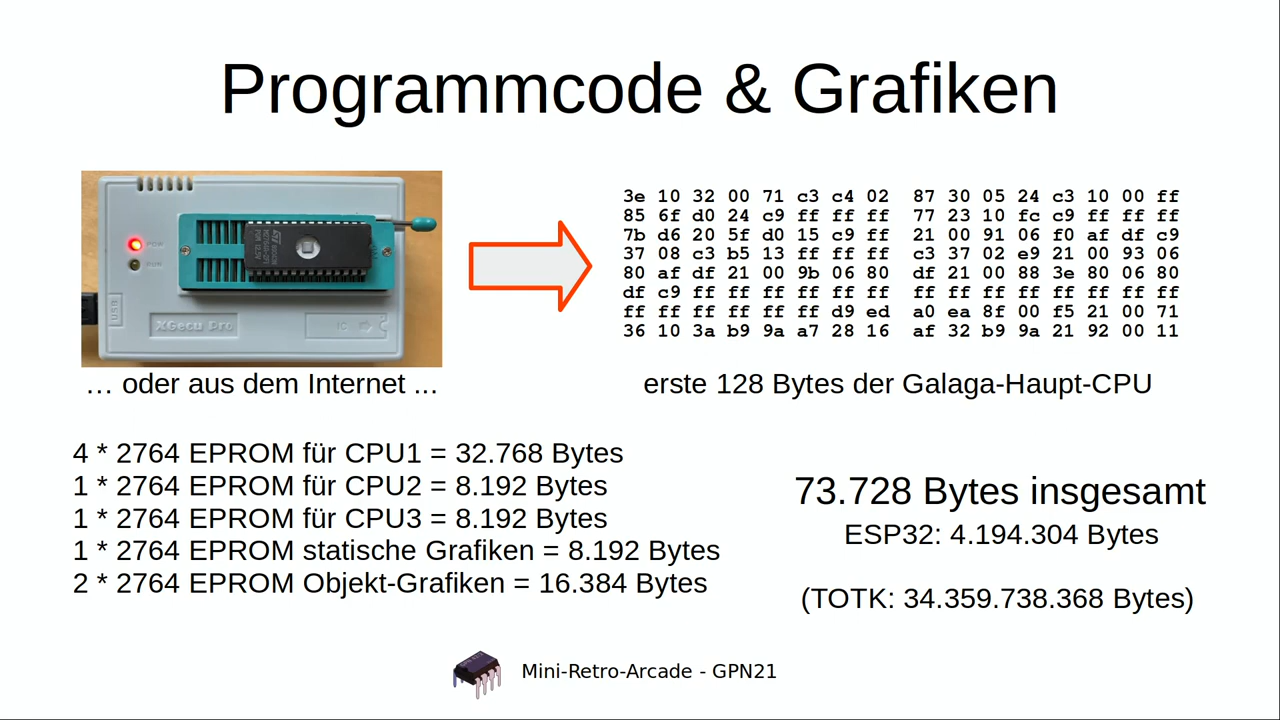 Programmcode & Grafiken
XGecu Pro
3e 10 32 00 71 c3 c4 02 87 30 05 24 c3 10 00 ff
85 6f d0 24 c9 ff ff ff 77 23 10 fc c9 ff ff ff
7b d6 20 5f d0 15 c9 ff 21 00 91 06 f0 af df c9
37 08 c3 b5 13 ff ff ff c3 37 02 e9 21 00 93 06
80 af df 21 00 9b 06 80 df 21 00 88 3e 80 06 80
df c9 ff ff ff ff ff ff ff ff ff ff ff ff ff ff
ff ff ff ff ff ff d9 ed a0 ea 8f 00 f5 21 00 71
36 10 3a b9 9a a7 28 16 af 32 b9 9a 21 92 00 11
… oder aus dem Internet ...
erste 128 Bytes der Galaga-Haupt-CPU
4 * 2764 EPROM für CPU1 = 32.768 Bytes
1 * 2764 EPROM für CPU2 = 8.192 Bytes
1 * 2764 EPROM für CPU3 = 8.192 Bytes
1 * 2764 EPROM statische Grafiken = 8.192 Bytes
2 * 2764 EPROM Objekt-Grafiken = 16.384 Bytes
73.728 Bytes insgesamt
ESP32: 4.194.304 Bytes
(TOTK: 34.359.738.368 Bytes)
Mini-Retro-Arcade - GPN21